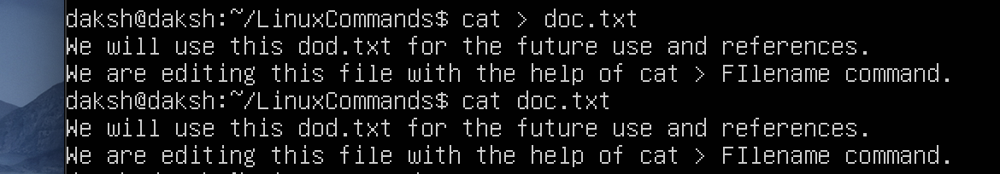 daksh@daksh:~/LinuxCommands$ cat > doc.txt
We will use this dod.txt for the future use and references.
We are editing this file with the help of cat > FIlename command.
daksh@daksh:~/LinuxCommands$ cat doc.txt
We will use this dod.txt for the future use and references.
We are editing this file with the help of cat > FIlename command.